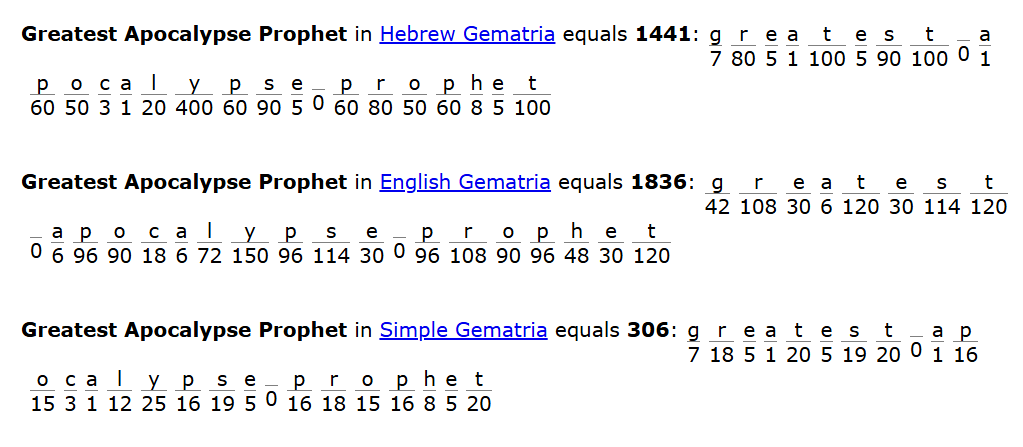 Greatest Apocalypse Prophet in Hebrew Gematria equals 1441: g r e a t e s t _ a
7 80 5 1 100 5 90 100 0 1
p o c a l y p s e _ p r o p h e t
60 50 3 1 20 400 60 90 5 0 60 80 50 60 8 5 100
Greatest Apocalypse Prophet in English Gematria equals 1836: g r e a t e s t
42 108 30 6 120 30 114 120
_ a p o c a l y p s e _ p r o p h e t
0 6 96 90 18 6 72 150 96 114 30 0 96 108 90 96 48 30 120
Greatest Apocalypse Prophet in Simple Gematria equals 306: g r e a t e s t _ a p
7 18 5 1 20 5 19 20 0 1 16
o c a l y p s e _ p r o p h e t
15 3 1 12 25 16 19 5 0 16 18 15 16 8 5 20